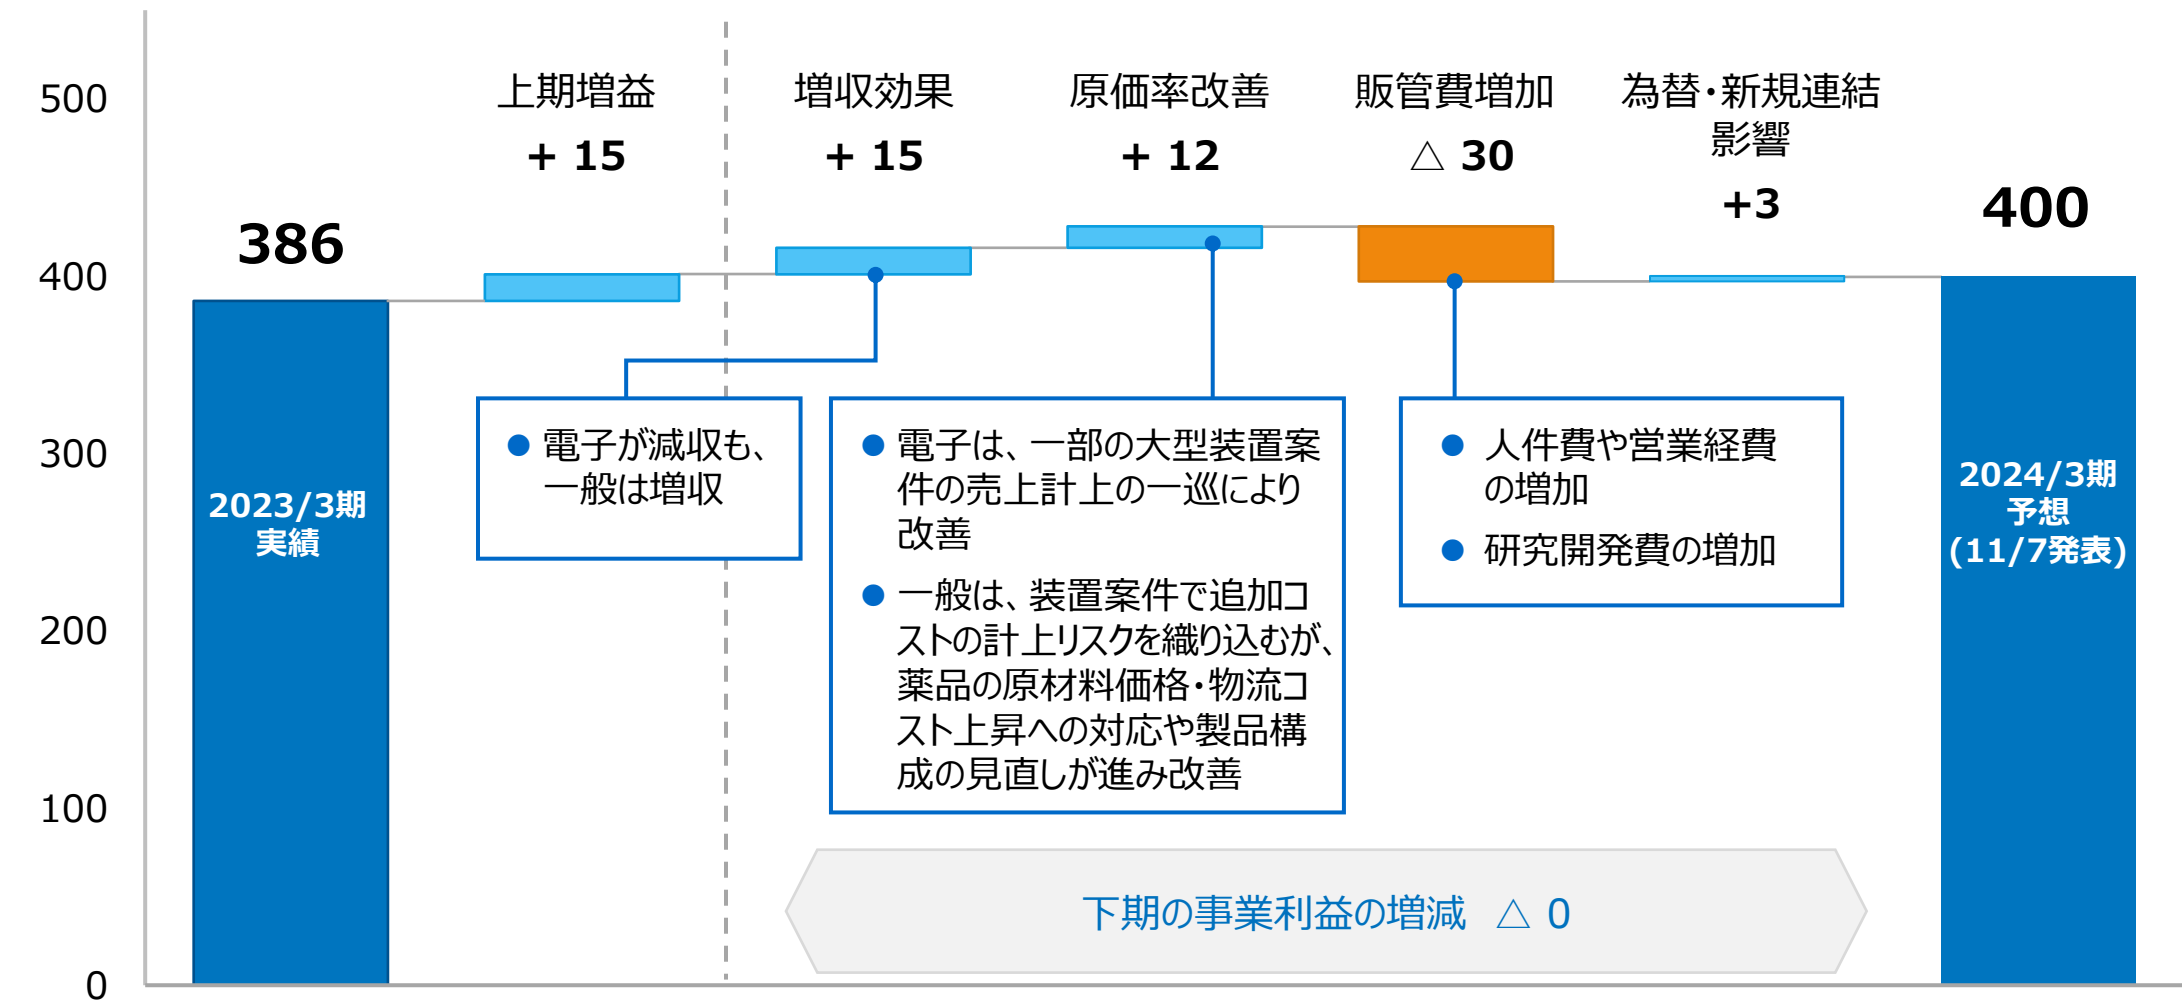 500
400
300
200
100
0
上期増益
+ 15
増収効果
+ 15
原価率改善
+ 12
販管費増加
△ 30
為替・新規連結
影響
+3
386
400
2023/3期
実績
● 電子が減収も、
一般は増収
● 電子は、一部の大型装置案
件の売上計上の一巡により
改善
● 一般は、装置案件で追加コ
ストの計上リスクを織り込むが、
薬品の原材料価格・物流コ
スト上昇への対応や製品構
成の見直しが進み改善
● 人件費や営業経費
の増加
● 研究開発費の増加
2024/3期
予想
(11/7発表)
下期の事業利益の増減 △ 0